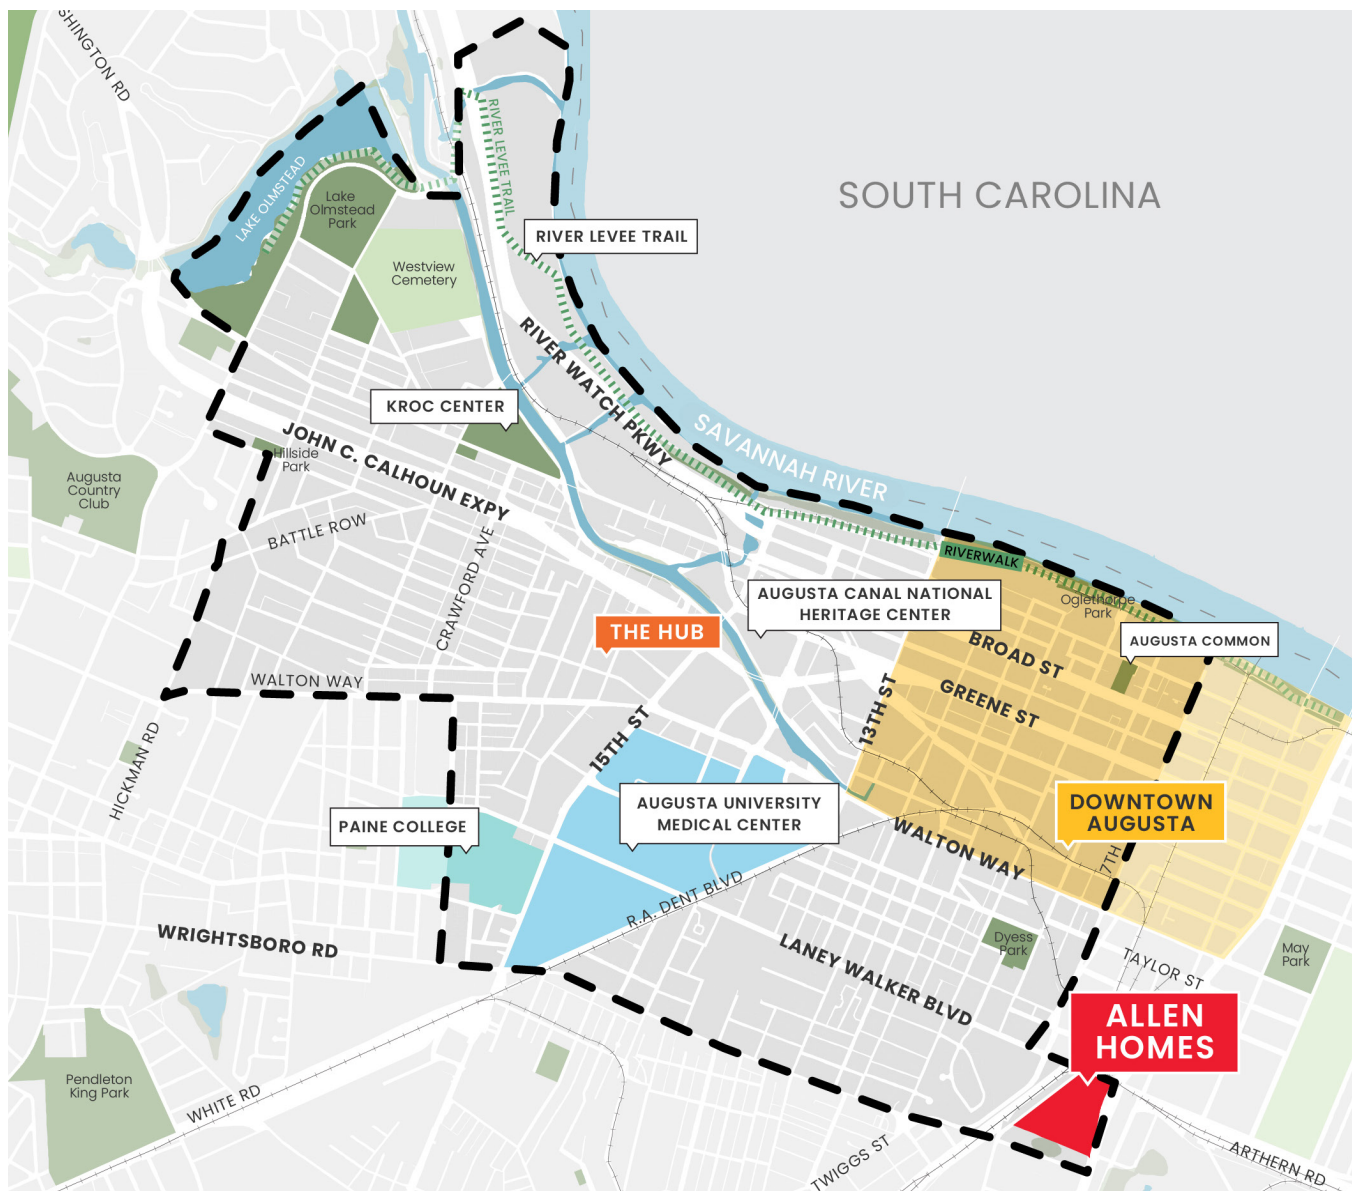 SHINGTON RD
LAKE OLMSTEAD
Lake
Olmstead
Park
RIVER LEVEE TRAIL
SOUTH CAROLINA
RIVER LEVEE TRAIL
Westview
Cemetery
RIVER WATCH PKWY
KROC CENTER
SAVANNAH RIVER
JOHN C. CALHOUN EXPY
Hillside
Park
Augusta
Country
Club
BATTLE ROW
CRAWFORD AVE
RIVERWALK
AUGUSTA CANAL NATIONAL
HERITAGE CENTER
Oglethorpe
Park
THE HUB
BROAD ST
AUGUSTA COMMON
WALTON WAY
GREENE ST
13TH ST
15TH ST
HICKMAN RD
AUGUSTA UNIVERSITY
MEDICAL CENTER
DOWNTOWN
AUGUSTA
PAINE COLLEGE
WALTON WAY
7TH
R.A. DENT BLVD
WRIGHTSBORO RD
LANEY WALKER BLVD
Dyess
Park
TAYLOR ST
May
Park
ALLEN
HOMES
Pendleton
King Park
WHITE RD
TWIGGS ST
ARTHERN RD